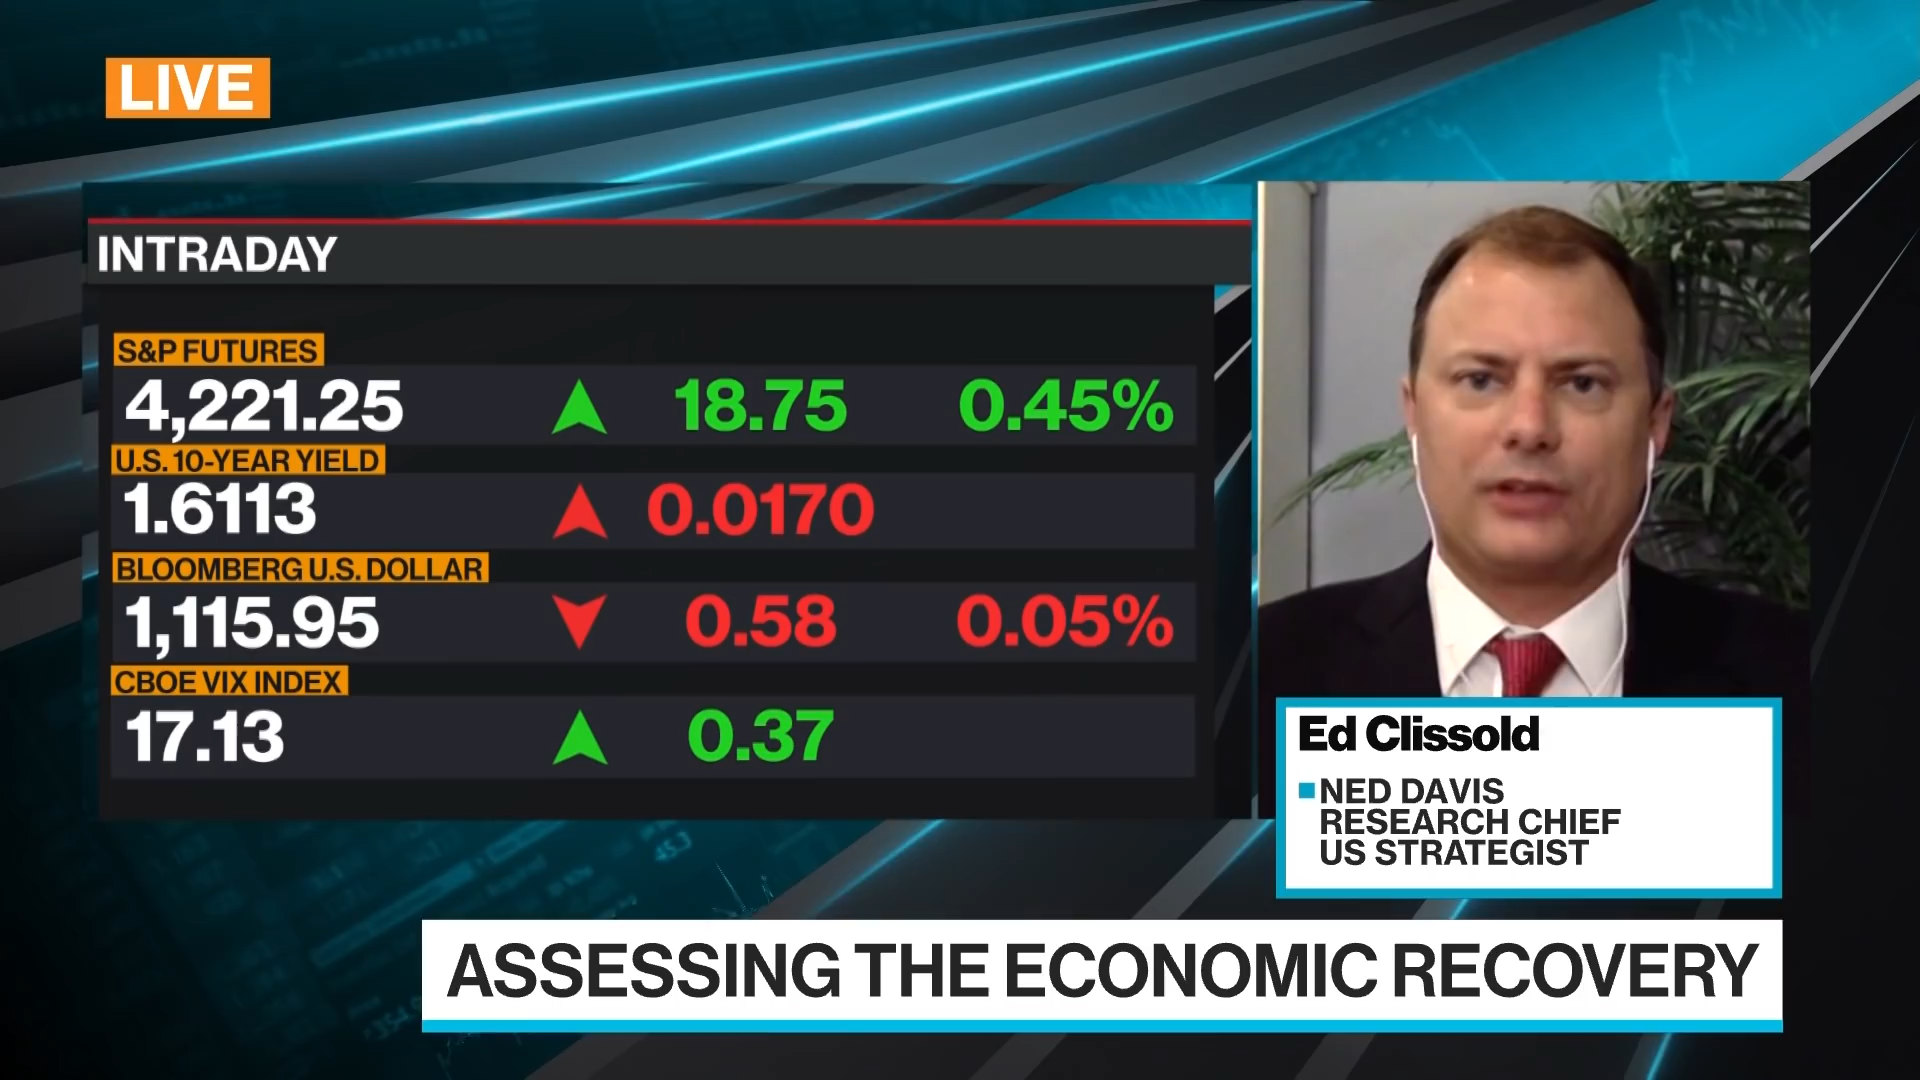 LIVE
INTRADAY
S&P FUTURES
4,221.25 ▲ 18.75 0.45%
U.S. 10-YEAR YIELD
1.6113 ▲ 0.0170
BLOOMBERG U.S. DOLLAR
1,115.95 ▼ 0.58 0.05%
CBOE VIX INDEX
17.13 ▲ 0.37
Ed Clissold
NED DAVIS
RESEARCH CHIEF
US STRATEGIST
45.3
ASSESSING THE ECONOMIC RECOVERY